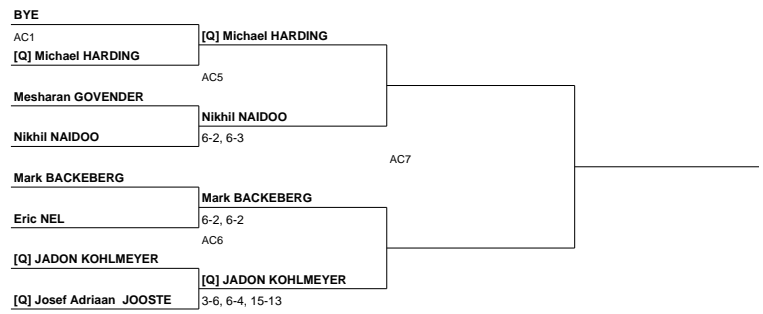 BYE
AC1
[Q] Michael HARDING
[Q] Michael HARDING
AC5
Mesharan GOVENDER
Nikhil NAIDOO
Nikhil NAIDOO
6-2, 6-3
AC7
Mark BACKEBERG
Mark BACKEBERG
Eric NEL
6-2, 6-2
AC6
[Q] JADON KOHLMEYER
[Q] JADON KOHLMEYER
[Q] Josef Adriaan JOOSTE
3-6, 6-4, 15-13